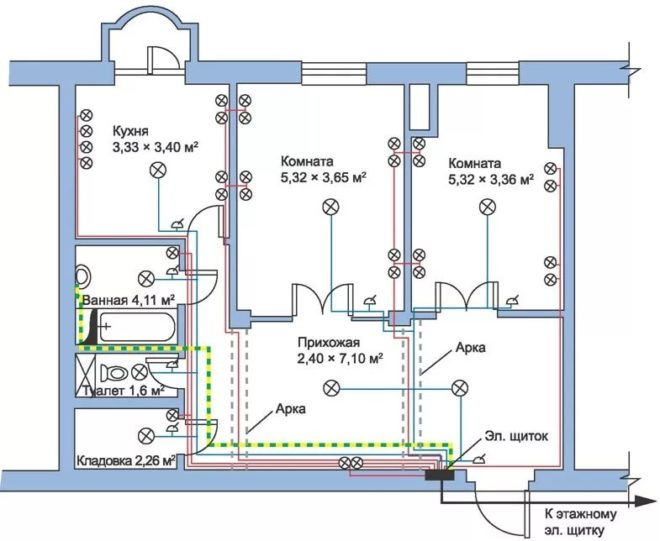 Кухня
3,33 × 3,40 м²
Комната
5,32 × 3,65 м²
Комната
5,32 × 3,36 м²
Ванная 4,11 м²
Прихожая
2,40 × 7,10 м²
Арка
Туалет 1,6 м²
Арка
Эл. щиток
Кладовка 2,26 м²
К этажному
эл. щитку